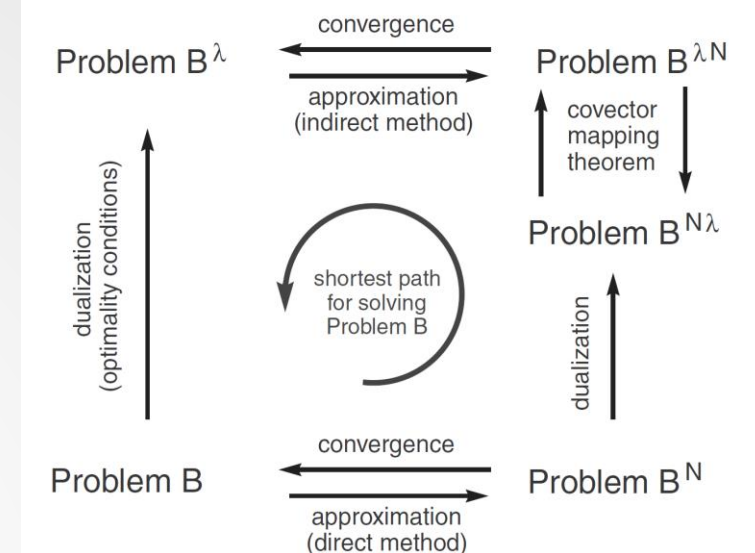 convergence
Problem B^λ
Problem B^λN
approximation
(indirect method)
covector
mapping
theorem
dualization
(optimality conditions)
Problem B^Nλ
shortest path
for solving
Problem B
dualization
convergence
Problem B
Problem B^N
approximation
(direct method)